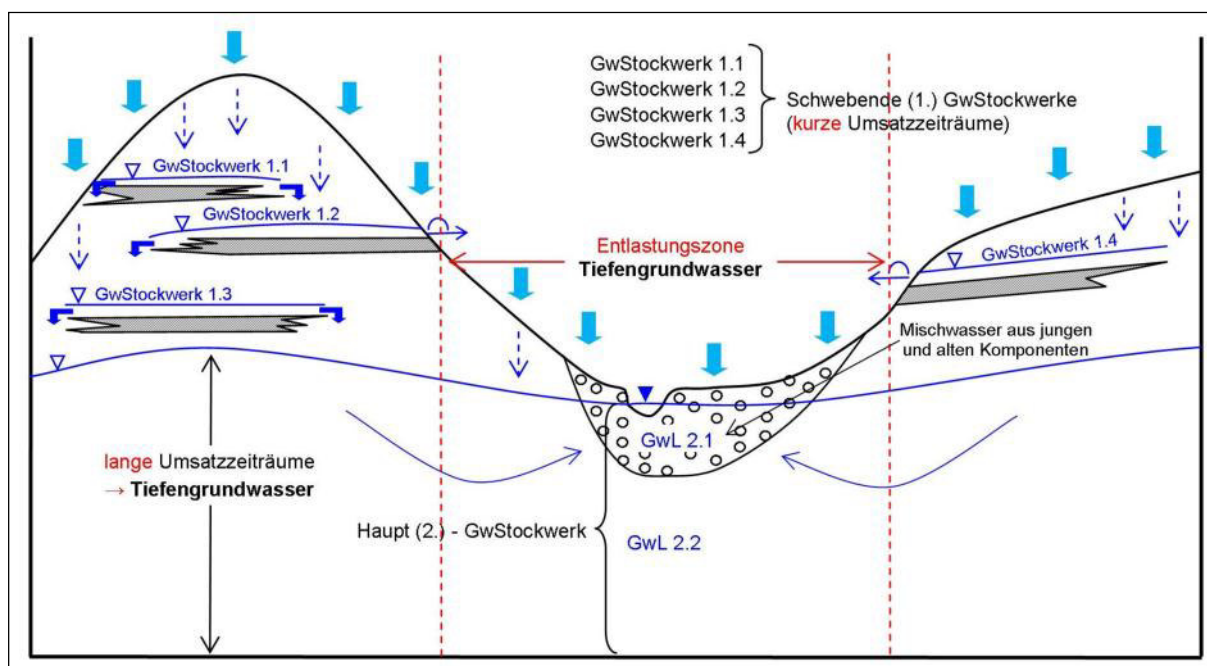 GwStockwerk 1.1
GwStockwerk 1.2
GwStockwerk 1.3
GwStockwerk 1.4
Schwebende (1.) GwStockwerke
(kurze Umsatzzeiträume)
GwStockwerk 1.1
GwStockwerk 1.2
GwStockwerk 1.3
GwStockwerk 1.4
Entlastungszone
Tiefengrundwasser
Mischwasser aus jungen
und alten Komponenten
lange Umsatzzeiträume
→ Tiefengrundwasser
GwL 2.1
Haupt (2.) - GwStockwerk
GwL 2.2